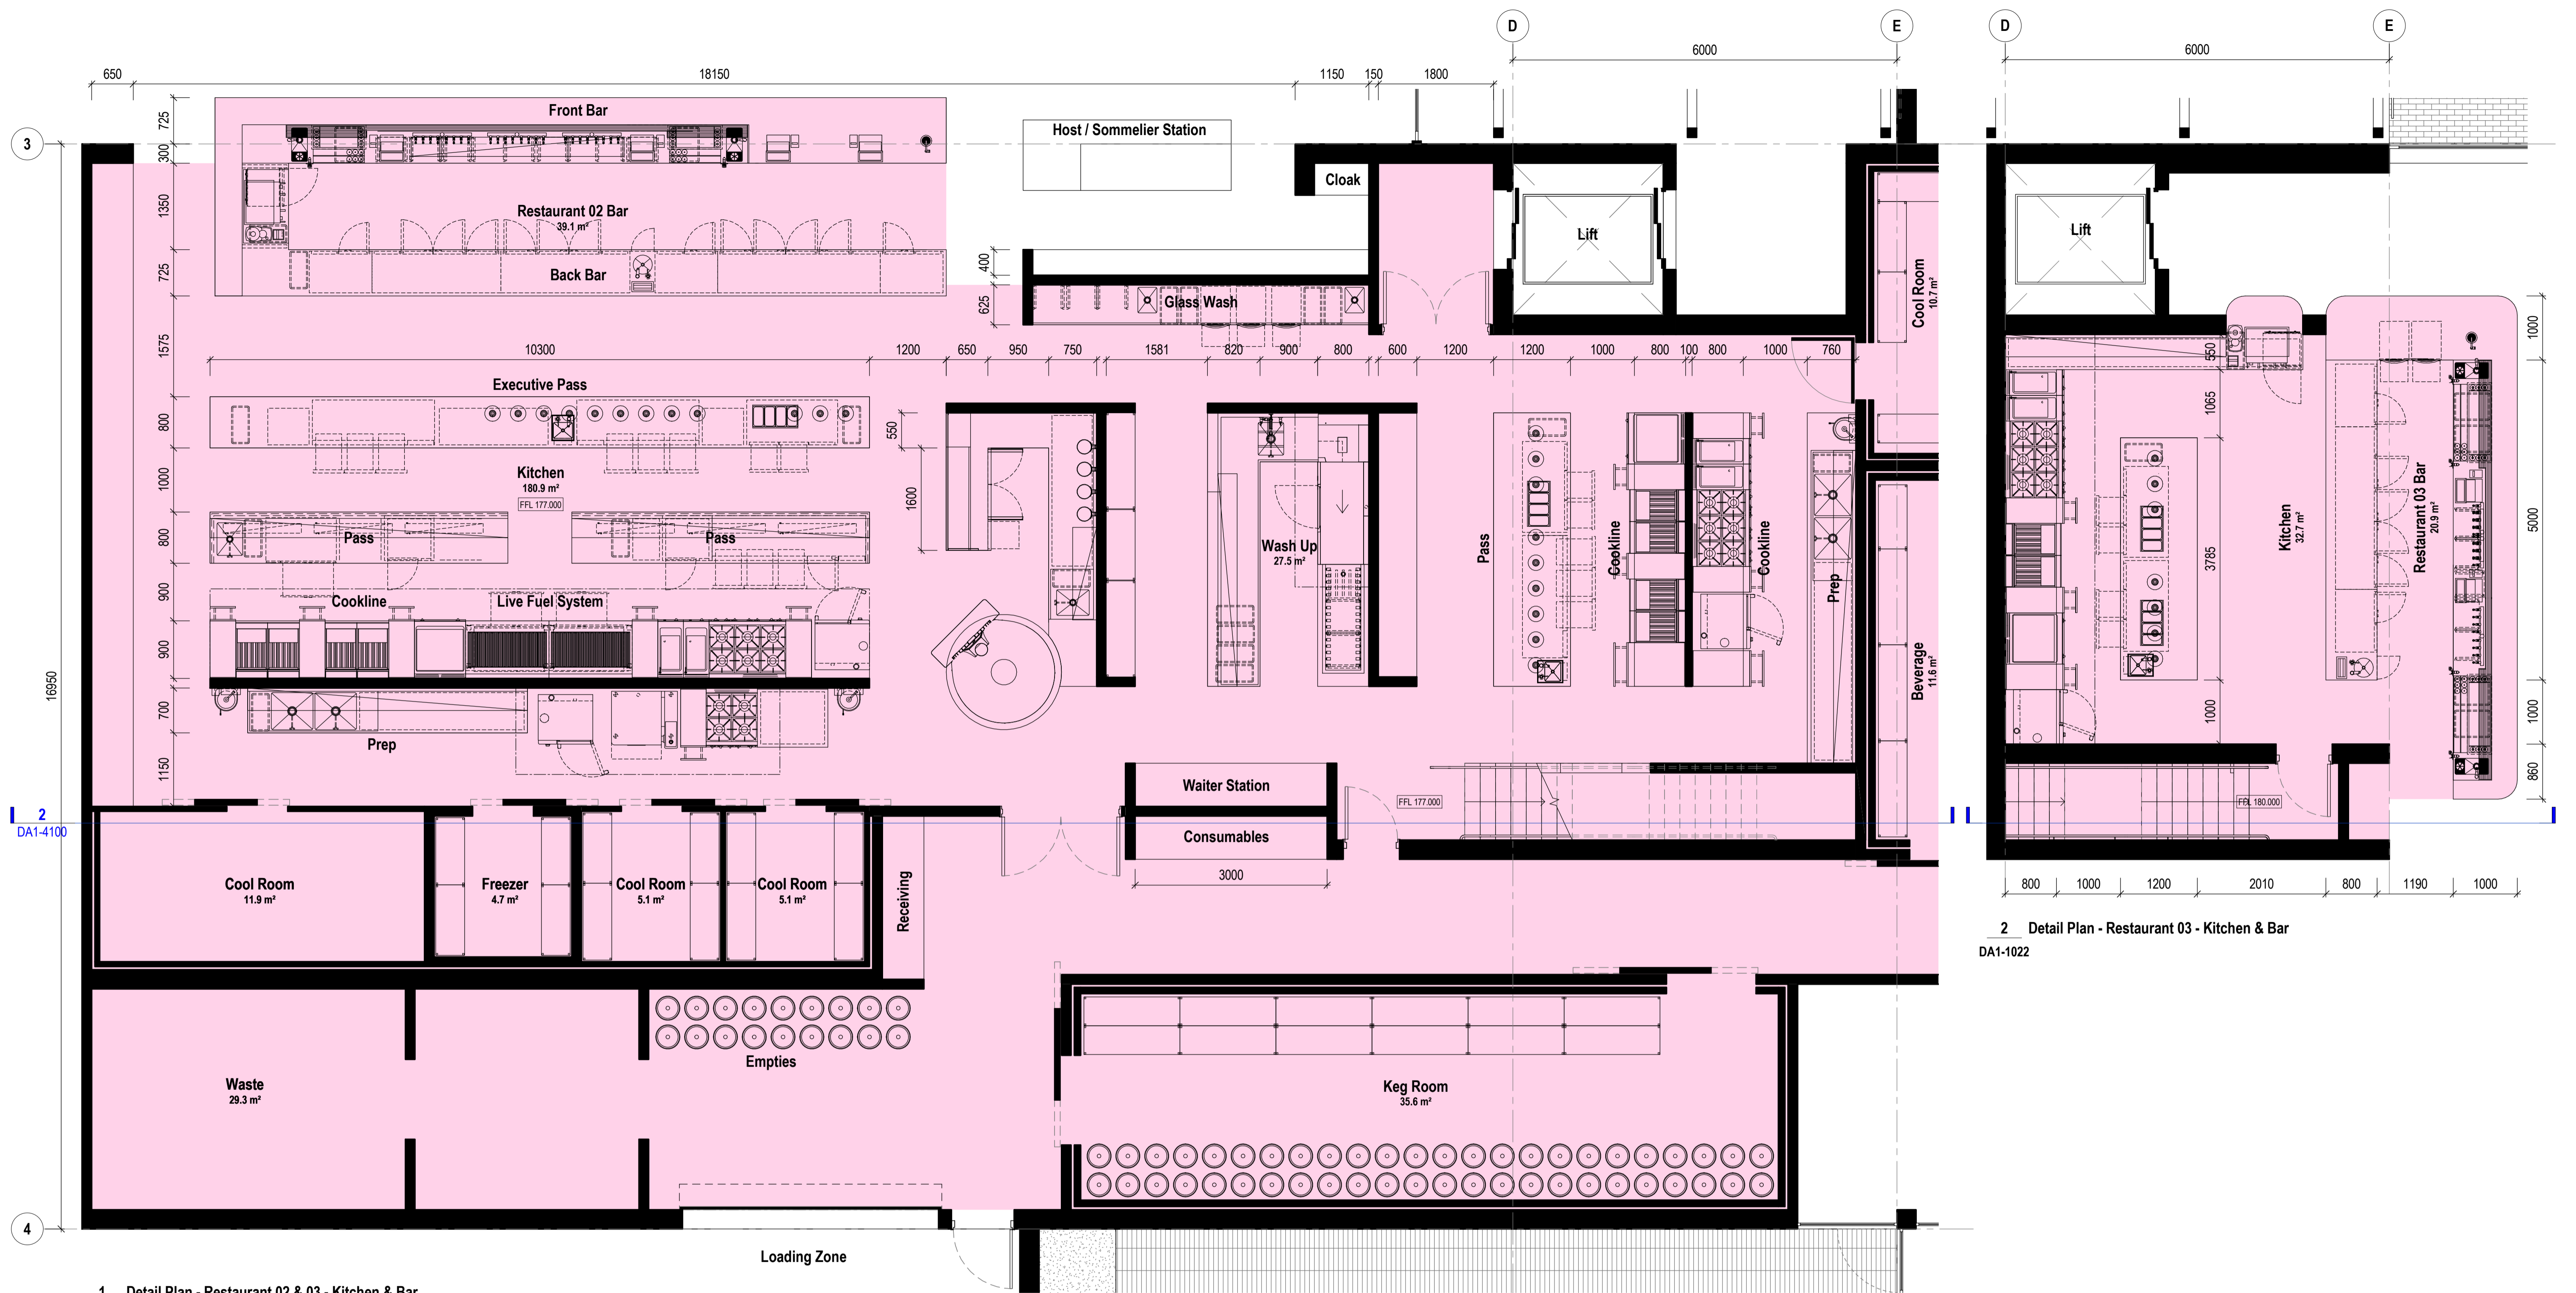 D
E
D
E
6000
6000
650
18150
1150
150
1800
3
725
300
1350
725
1575
800
1000
800
900
900
700
1150
16950
Front Bar
Host / Sommelier Station
Cloak
Restaurant 02 Bar
39.1 m²
Back Bar
400
625
Glass Wash
Lift
Lift
Cool Room
10.7 m²
10300
1200
650
950
750
1581
820
900
800
600
1200
1200
1000
800
100
800
1000
760
Executive Pass
550
1600
Kitchen
180.9 m²
FFL 177.000
Pass
Pass
Cookline
Live Fuel System
Prep
Wash Up
27.5 m²
Pass
Cookline
Cookline
Prep
Beverage
11.6 m²
550
1065
3785
1000
Kitchen
32.7 m²
Restaurant 03 Bar
20.9 m²
1000
5000
1000
860
Waiter Station
Consumables
3000
FFL 177.000
FFL 180.000
2
DA1-4100
Cool Room
11.9 m²
Freezer
4.7 m²
Cool Room
5.1 m²
Cool Room
5.1 m²
Receiving
800
1000
1200
2010
800
1190
1000
2 Detail Plan - Restaurant 03 - Kitchen & Bar
DA1-1022
Waste
29.3 m²
Empties
Keg Room
35.6 m²
4
Loading Zone
1 Detail Plan - Restaurant 02 & 03 - Kitchen & Bar